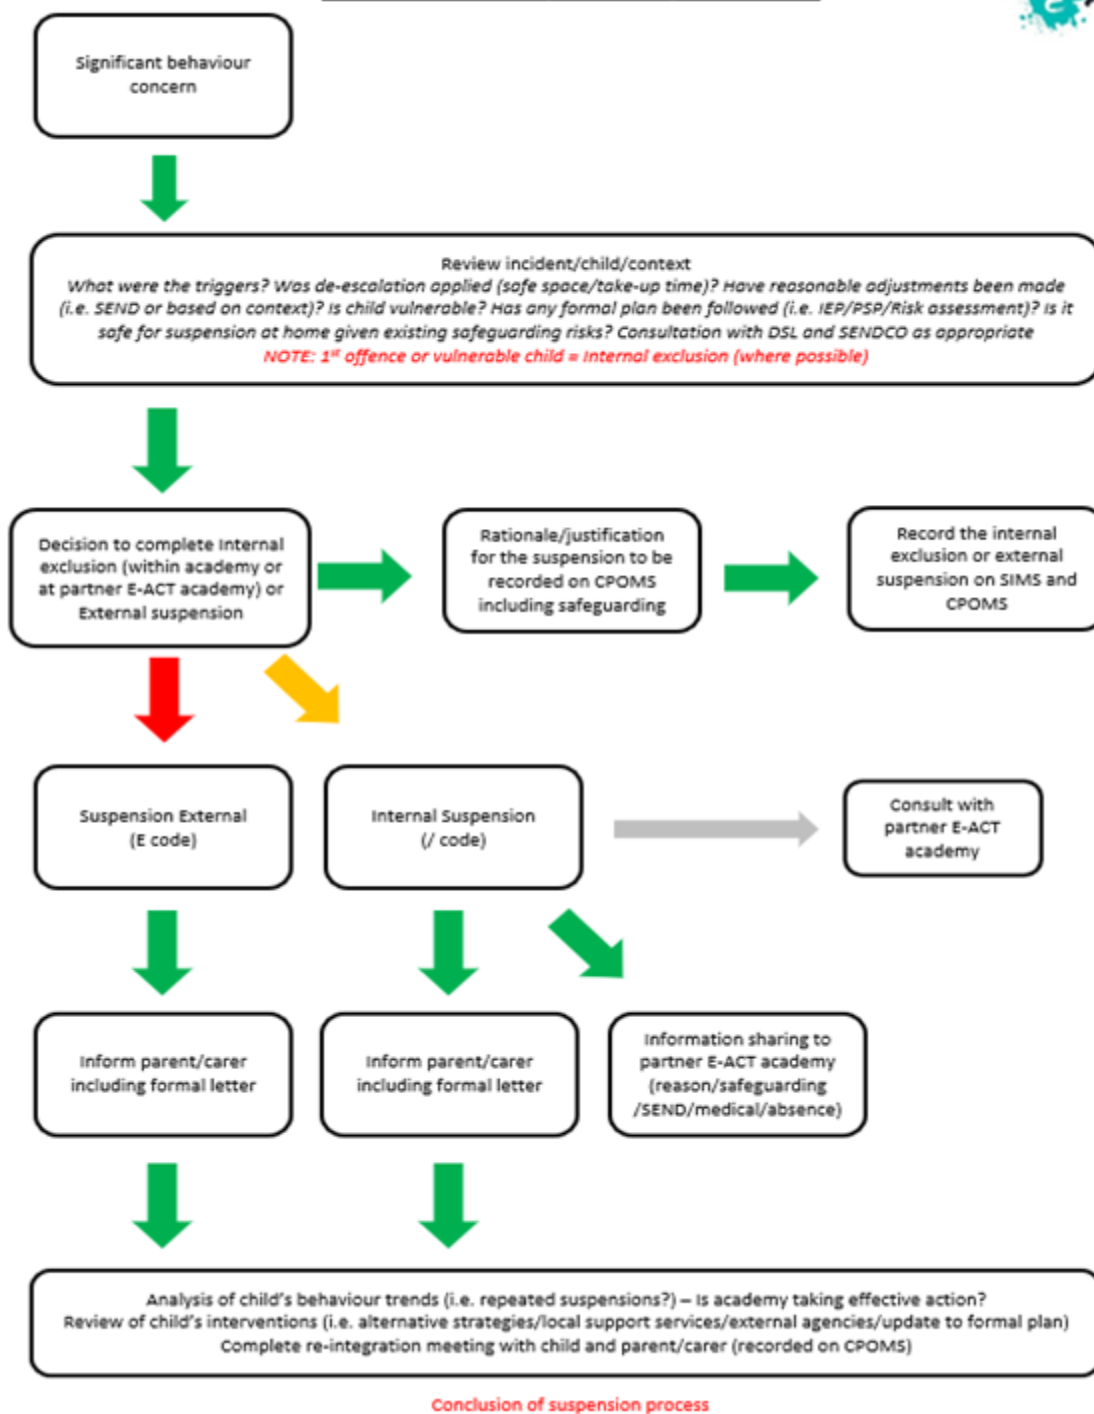 Significant behaviour
concern
Review incident/child/context
What were the triggers? Was de-escalation applied (safe space/take-up time)? Have reasonable adjustments been made
(i.e. SEND or based on context)? Is child vulnerable? Has any formal plan been followed (i.e. IEP/PSP/Risk assessment)? Is it
safe for suspension at home given existing safeguarding risks? Consultation with DSL and SENDCO as appropriate
NOTE: 1st offence or vulnerable child = Internal exclusion (where possible)
Decision to complete Internal
exclusion (within academy or
at partner E-ACT academy) or
External suspension
Rationale/justification
for the suspension to be
recorded on CPOMS
including safeguarding
Record the internal
exclusion or external
suspension on SIMS and
CPOMS
Suspension External
(E code)
Internal Suspension
(/ code)
Consult with
partner E-ACT
academy
Inform parent/carer
including formal letter
Inform parent/carer
including formal letter
Information sharing to
partner E-ACT academy
(reason/safeguarding
/SEND/medical/absence)
Analysis of child's behaviour trends (i.e. repeated suspensions?) – Is academy taking effective action?
Review of child's interventions (i.e. alternative strategies/local support services/external agencies/update to formal plan)
Complete re-integration meeting with child and parent/carer (recorded on CPOMS)
Conclusion of suspension process